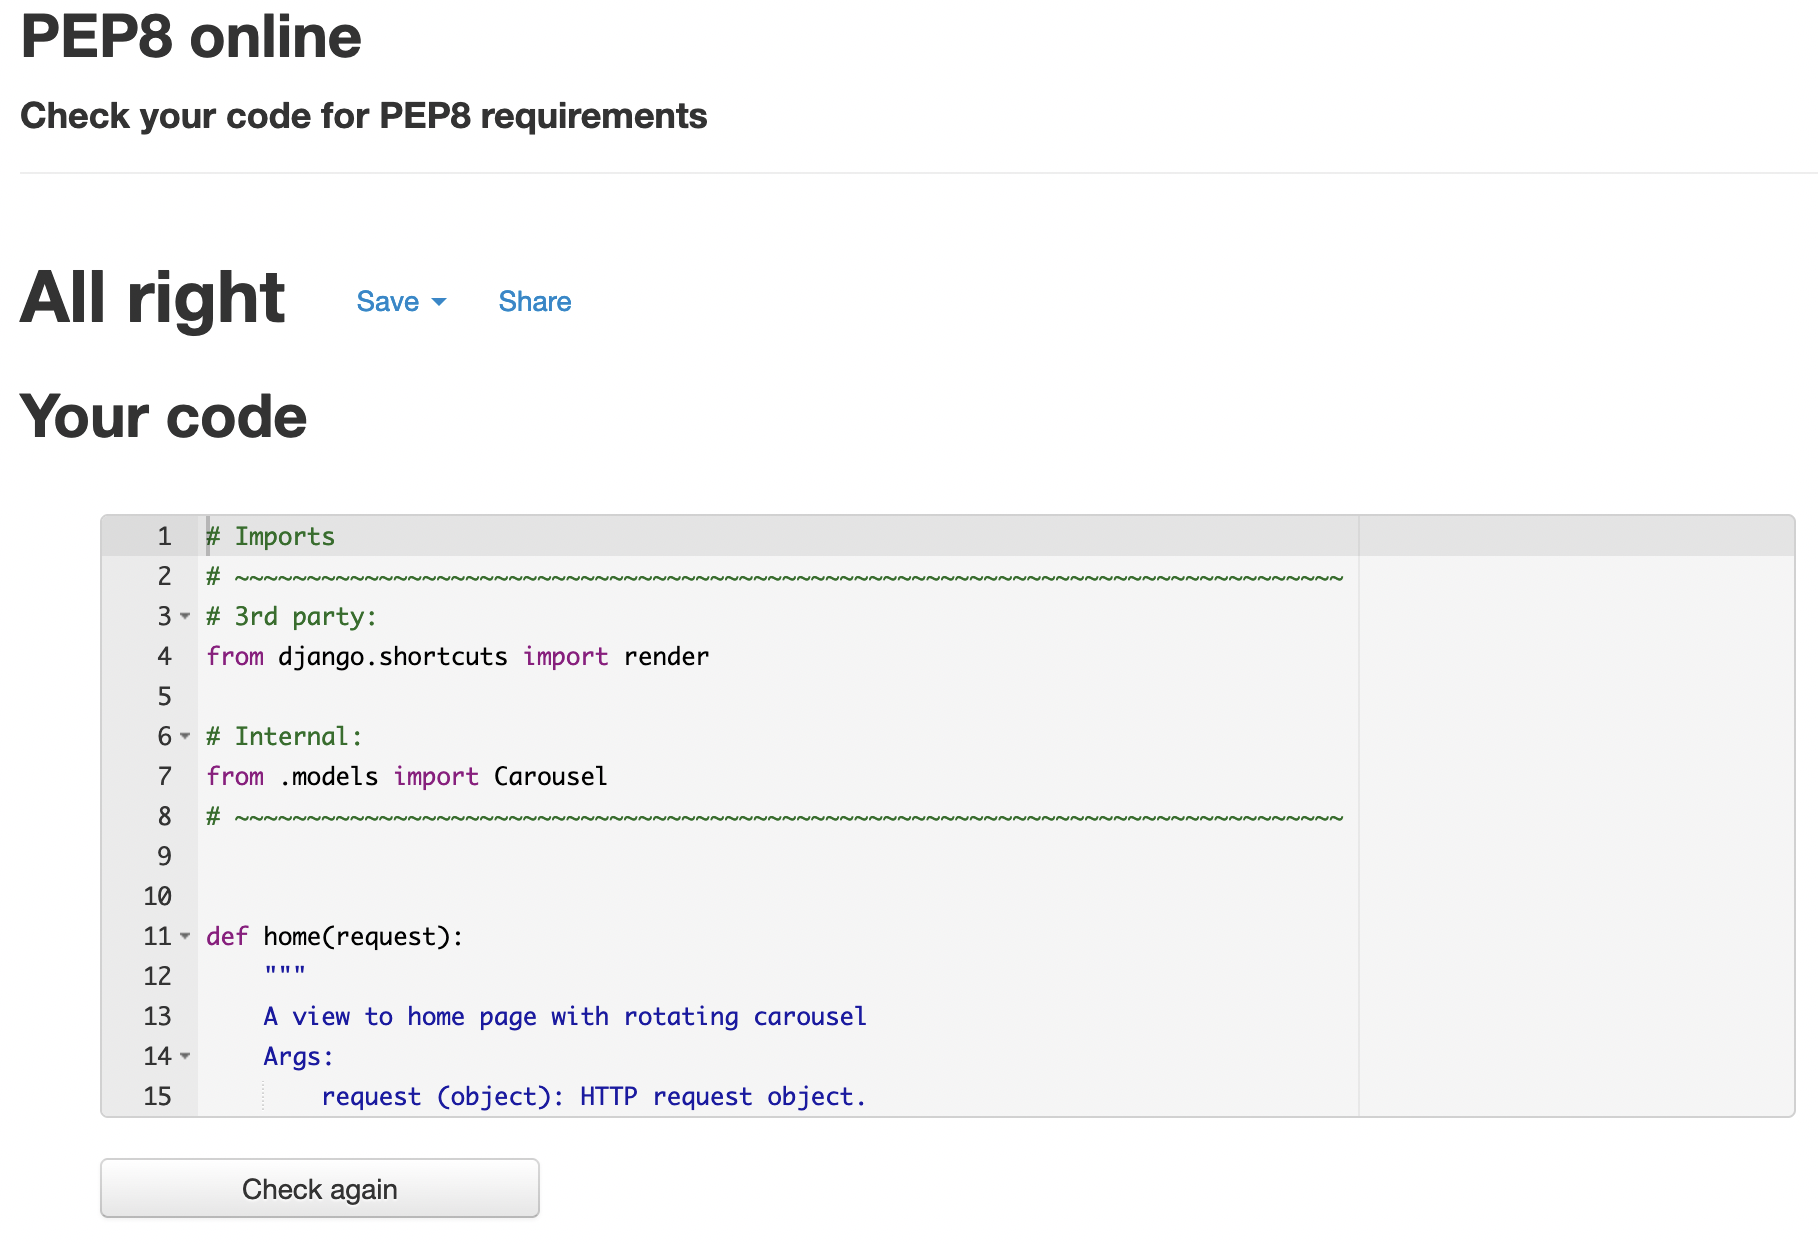 PEP8 online
Check your code for PEP8 requirements
All right Save Share
Your code
1 # Imports
2 # ~~~~~~~~~~~~~~~~~~~~~~~~~~~~~~~~~~~~~~~~~~~~~~~~~~~~~~~~~~~~~~~~~~~~~~~~~~~~~
3 # 3rd party:
4 from django.shortcuts import render
5
6 # Internal:
7 from .models import Carousel
8 # ~~~~~~~~~~~~~~~~~~~~~~~~~~~~~~~~~~~~~~~~~~~~~~~~~~~~~~~~~~~~~~~~~~~~~~~~~~~~~
9
10
11 def home(request):
12     """
13     A view to home page with rotating carousel
14     Args:
15         request (object): HTTP request object.
Check again